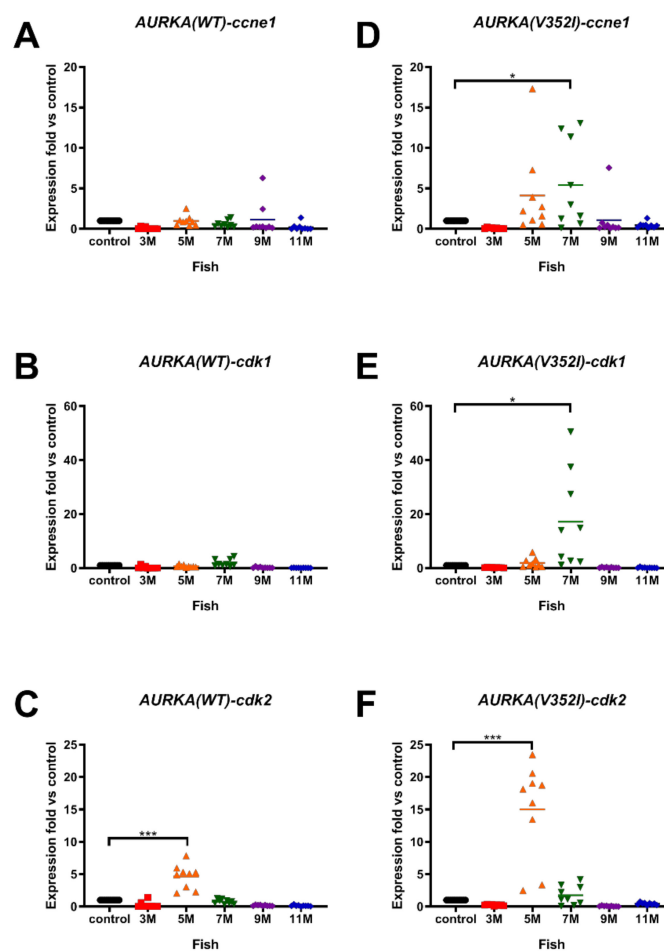 A
AURKA(WT)-ccne1
Expression fold vs control
20
15
10
5
0
control 3M 5M 7M 9M 11M
Fish
D
AURKA(V352I)-ccne1
*
Expression fold vs control
20
15
10
5
0
control 3M 5M 7M 9M 11M
Fish
B
AURKA(WT)-cdk1
Expression fold vs control
60
40
20
0
control 3M 5M 7M 9M 11M
Fish
E
AURKA(V352I)-cdk1
*
Expression fold vs control
60
40
20
0
control 3M 5M 7M 9M 11M
Fish
C
AURKA(WT)-cdk2
***
Expression fold vs control
25
20
15
10
5
0
control 3M 5M 7M 9M 11M
Fish
F
AURKA(V352I)-cdk2
***
Expression fold vs control
25
20
15
10
5
0
control 3M 5M 7M 9M 11M
Fish